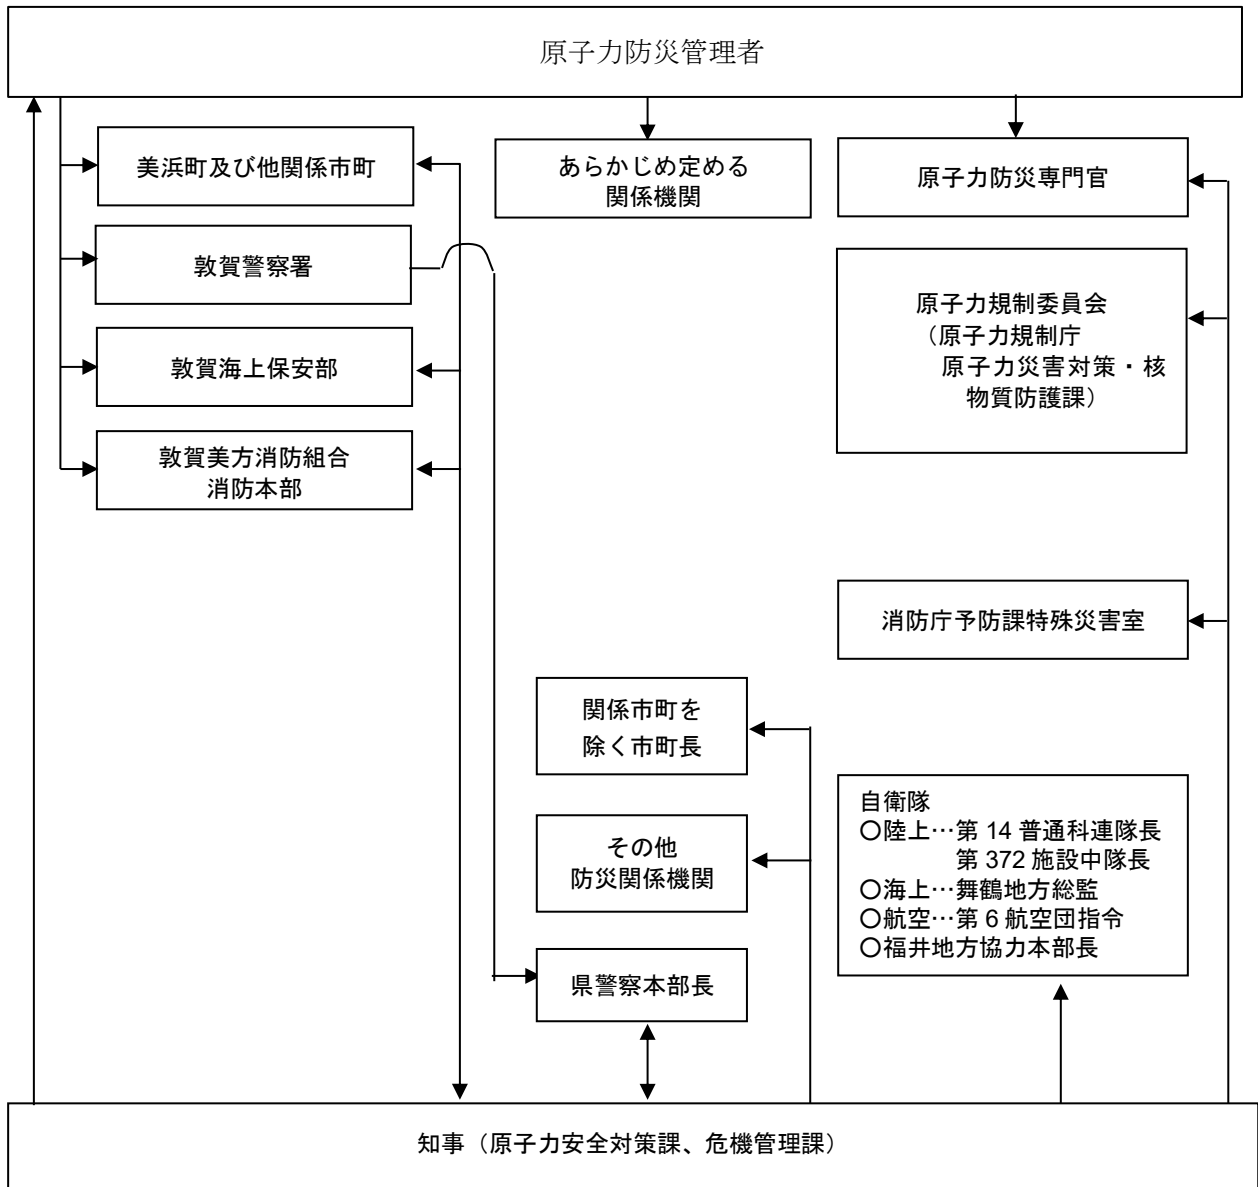 原子力防災管理者
美浜町及び他関係市町
あらかじめ定める
関係機関
原子力防災専門官
敦賀警察署
原子力規制委員会
（原子力規制庁
原子力災害対策・核
物質防護課）
敦賀海上保安部
敦賀美方消防組合
消防本部
消防庁予防課特殊災害室
関係市町を
除く市町長
自衛隊
〇陸上…第 14 普通科連隊長
第 372 施設中隊長
〇海上…舞鶴地方総監
〇航空…第 6 航空団指令
〇福井地方協力本部長
その他
防災関係機関
県警察本部長
知事（原子力安全対策課、危機管理課）